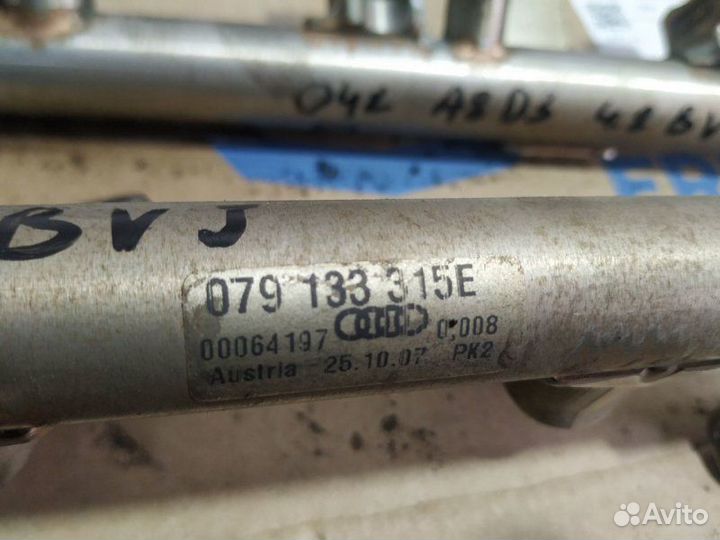 042 A8D3 4.2 BV
BVJ
079 133 315E
00064197 0,008
Austria 25.10.07 PK2
Avito